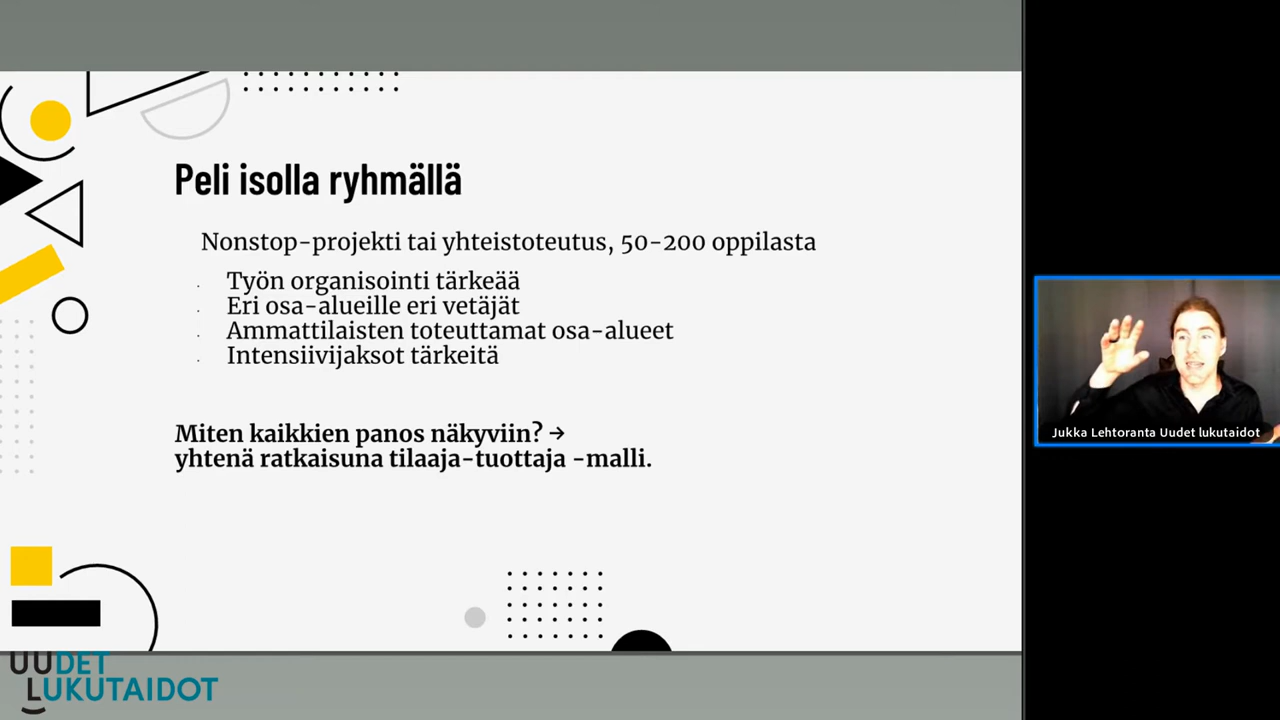 Peli isolla ryhmällä
Nonstop-projekti tai yhteistoteutus, 50-200 oppilasta
Työn organisointi tärkeää
Eri osa-alueille eri vetäjät
Ammattilaisten toteuttamat osa-alueet
Intensiivijaksot tärkeitä
Miten kaikkien panos näkyviin? →
yhtenä ratkaisuna tilaaja-tuottaja -malli.
Jukka Lehtoranta Uudet lukutaidot
UUDET
LUKUTAIDOT